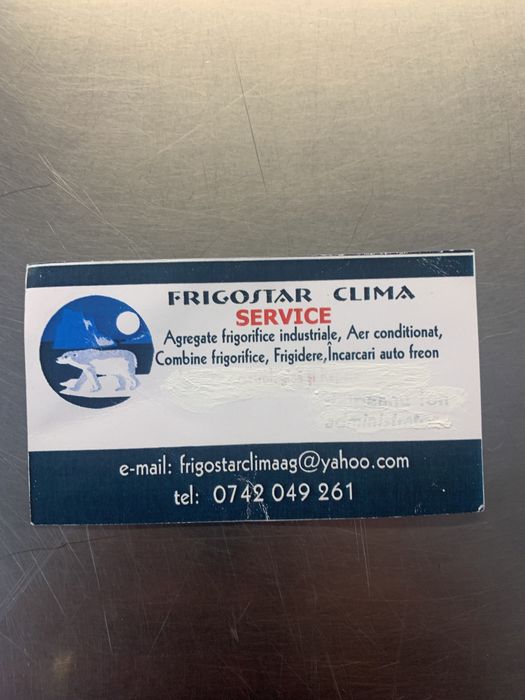 FRIGOSTAR CLIMA
SERVICE
Agregate frigorifice industriale, Aer conditionat,
Combine frigorifice, Frigidere,Încarcari auto freon
e-mail: frigostarclimaag@yahoo.com
tel: 0742 049 261